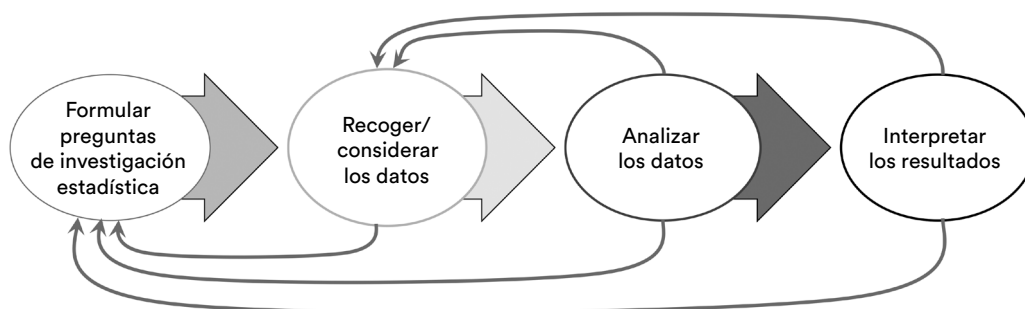 Formular
preguntas
de investigación
estadística
Recoger/
considerar
los datos
Analizar
los datos
Interpretar
los resultados